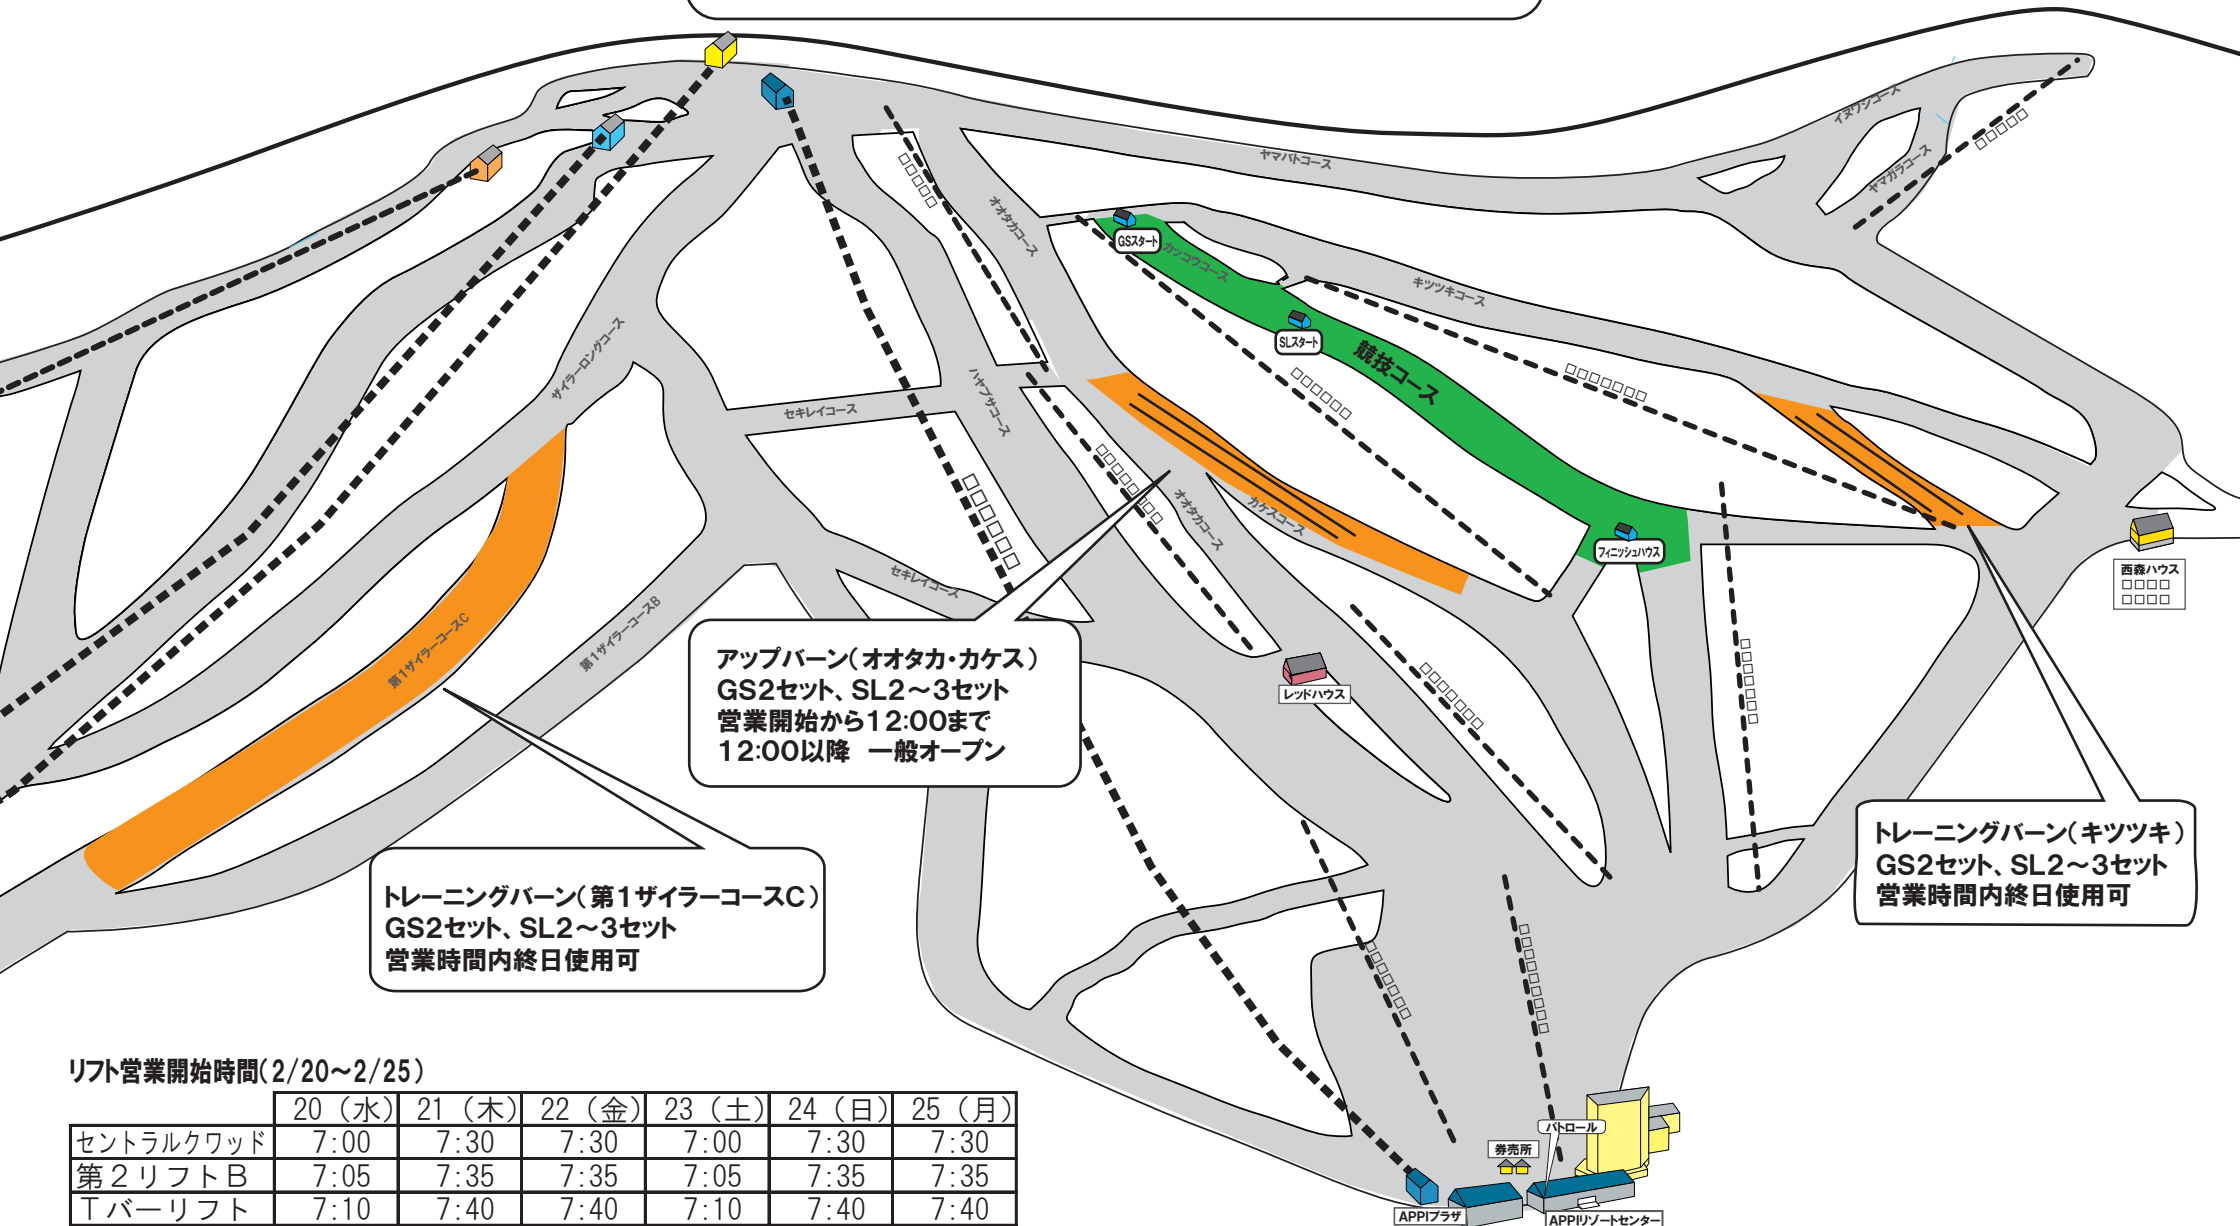 イヌワシコース
ヤマガラコース
ヤマバトコース
オオタカコース
GSスタート
カッコウコース
キツツキコース
SLスタート
競技コース
ザイラーロングコース
セキレイコース
ハヤブサコース
オオタカコース
カケスコース
フィニッシュハウス
西森ハウス
セキレイコース
第1ザイラーコースC
第1ザイラーコースB
レッドハウス
アップバーン(オオタカ・カケス)
GS2セット、SL2～3セット
営業開始から12:00まで
12:00以降 一般オープン
トレーニングバーン(キツツキ)
GS2セット、SL2～3セット
営業時間内終日使用可
トレーニングバーン(第1ザイラーコースC)
GS2セット、SL2～3セット
営業時間内終日使用可
リフト営業開始時間(2/20～2/25)
20(水) 21(木) 22(金) 23(土) 24(日) 25(月)
セントラルクワッド 7:00 7:30 7:30 7:00 7:30 7:30
第2リフトB 7:05 7:35 7:35 7:05 7:35 7:35
Tバーリフト 7:10 7:40 7:40 7:10 7:40 7:40
パトロール
券売所
APPIプラザ
APPIリゾートセンター